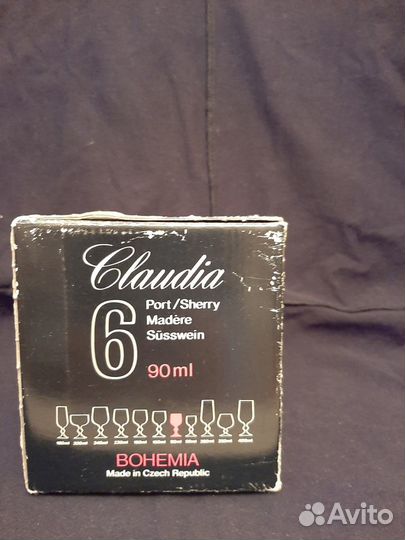 Claudia
6
Port/Sherry
Madère
Süsswein
90ml
BOHEMIA
Made in Czech Republic
Avito